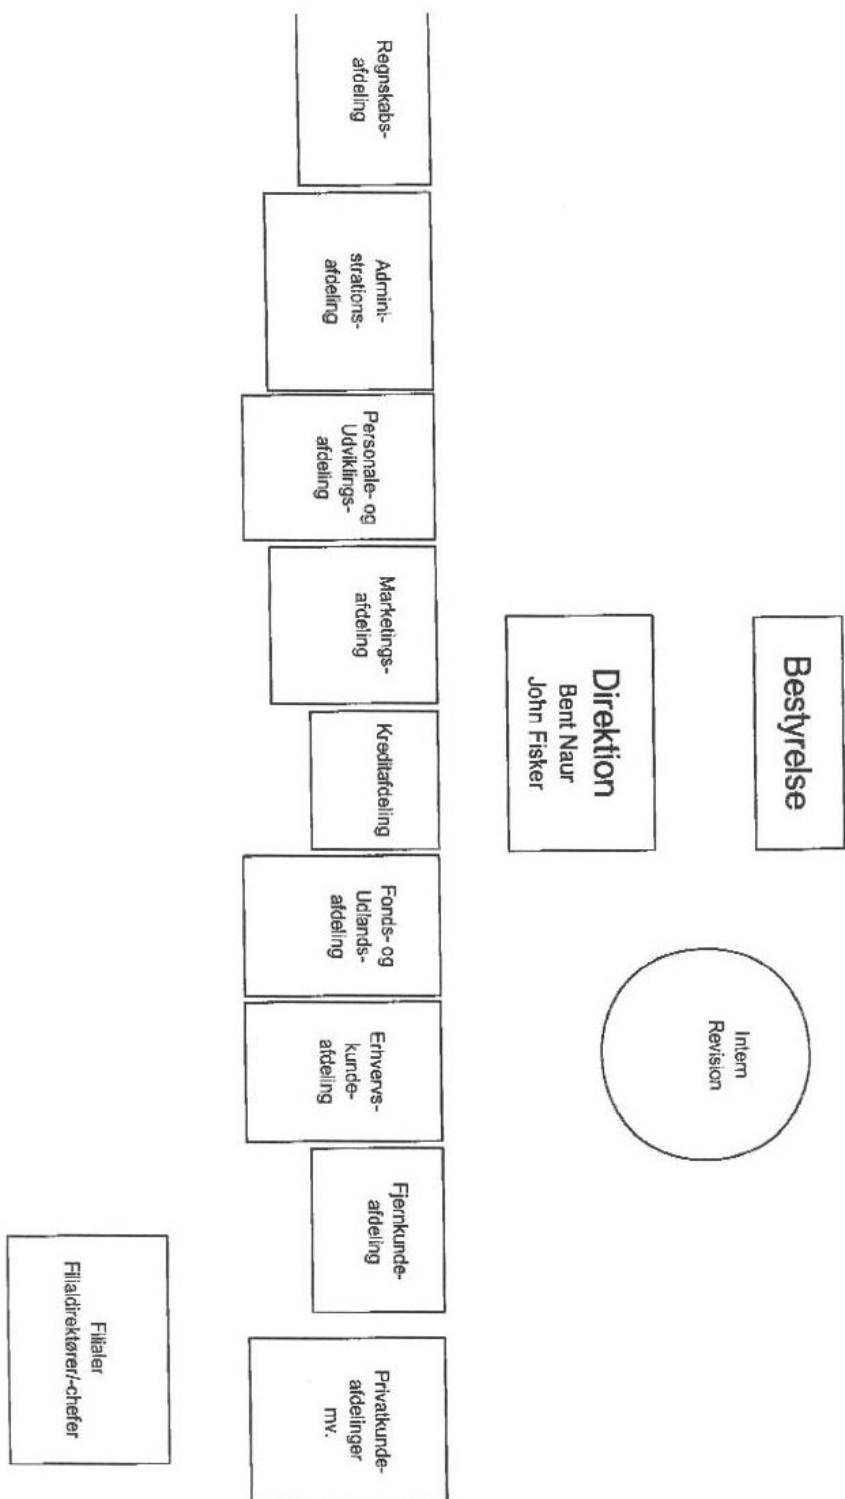 Bestyrelse
Intern
Revision
Direktion
Bent Naur
John Fisker
Regnskabs-
afdeling
Admini-
strations-
afdeling
Personale- og
Udviklings-
afdeling
Marketings-
afdeling
Kreditafdeling
Fonds- og
Udlands-
afdeling
Erhvervs-
kunde-
afdeling
Fjernkunde-
afdeling
Privatkunde-
afdelinger
mv.
Filialer
Filialdirektører/-chefer